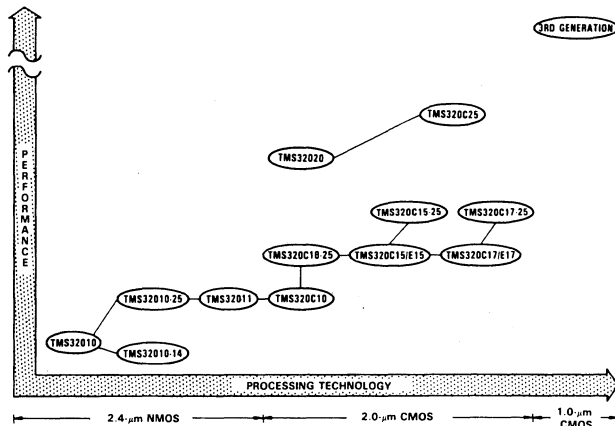 3RD GENERATION
TMS320C25
TMS32020
PERFORMANCE
TMS320C15-25
TMS320C17-25
TMS320C10-25
TMS320C15/E15
TMS320C17/E17
TMS32010-25
TMS32011
TMS320C10
TMS32010
TMS32010-14
PROCESSING TECHNOLOGY
2.4-μm NMOS
2.0-μm CMOS
1.0-μm
CMOS